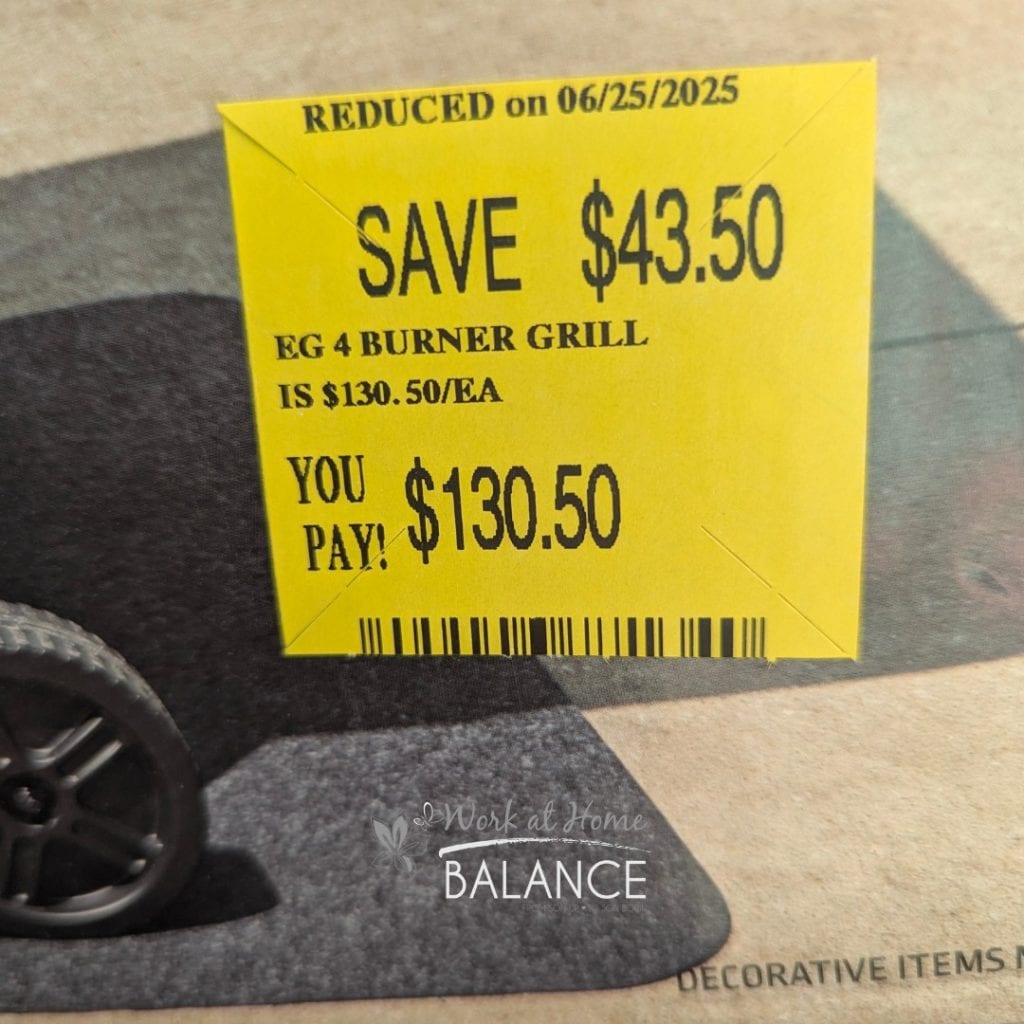 REDUCED on 06/25/2025
SAVE $43.50
EG 4 BURNER GRILL
IS $130.50/EA
YOU PAY! $130.50
Work at Home
BALANCE
DECORATIVE ITEMS